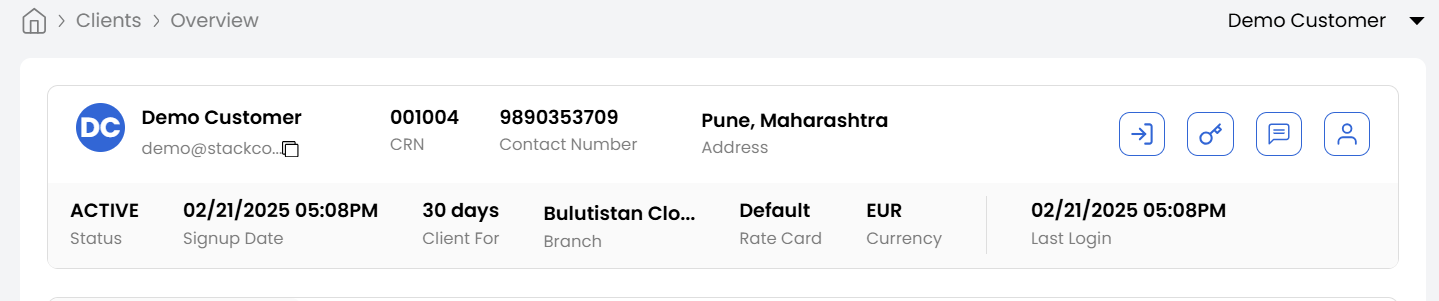 Clients Overview Demo Customer
DC Demo Customer 001004 9890353709 Pune, Maharashtra
demo@stackco... CRN Contact Number Address
ACTIVE 02/21/2025 05:08PM 30 days Bulutistan Clo... Default EUR 02/21/2025 05:08PM
Status Signup Date Client For Branch Rate Card Currency Last Login